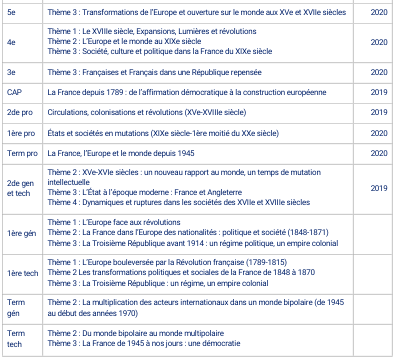 5e Thème 3 : Transformations de l'Europe et ouverture sur le monde aux XVe et XVIIe siècles 2020
Thème 1 : Le XVIIIe siècle, Expansions, Lumières et révolutions
4e Thème 2 : L'Europe et le monde au XIXe siècle 2020
Thème 3 : Société, culture et politique dans la France du XIXe siècle
3e Thème 3 : Françaises et Français dans une République repensée 2020
CAP La France depuis 1789 : de l'affirmation démocratique à la construction européenne 2019
2de pro Circulations, colonisations et révolutions (XVe-XVIIIe siècle) 2019
1ère pro États et sociétés en mutations (XIXe siècle-1ère moitié du XXe siècle) 2020
Term pro La France, l'Europe et le monde depuis 1945 2020
Thème 2 : XVe-XVIe siècles : un nouveau rapport au monde, un temps de mutation
intellectuelle
2de gen et tech Thème 3 : L'État à l'époque moderne : France et Angleterre 2019
Thème 4 : Dynamiques et ruptures dans les sociétés des XVIIe et XVIIIe siècles
Thème 1 : L'Europe face aux révolutions
1ère gén Thème 2 : La France dans l'Europe des nationalités : politique et société (1848-1871)
Thème 3 : La Troisième République avant 1914 : un régime politique, un empire colonial
Thème 1 : L'Europe bouleversée par la Révolution française (1789-1815)
1ère tech Thème 2 Les transformations politiques et sociales de la France de 1848 à 1870
Thème 3 : La Troisième République : un régime, un empire colonial
Term gén Thème 2 : La multiplication des acteurs internationaux dans un monde bipolaire (de 1945
au début des années 1970)
Term tech Thème 2 : Du monde bipolaire au monde multipolaire
Thème 3 : La France de 1945 à nos jours : une démocratie